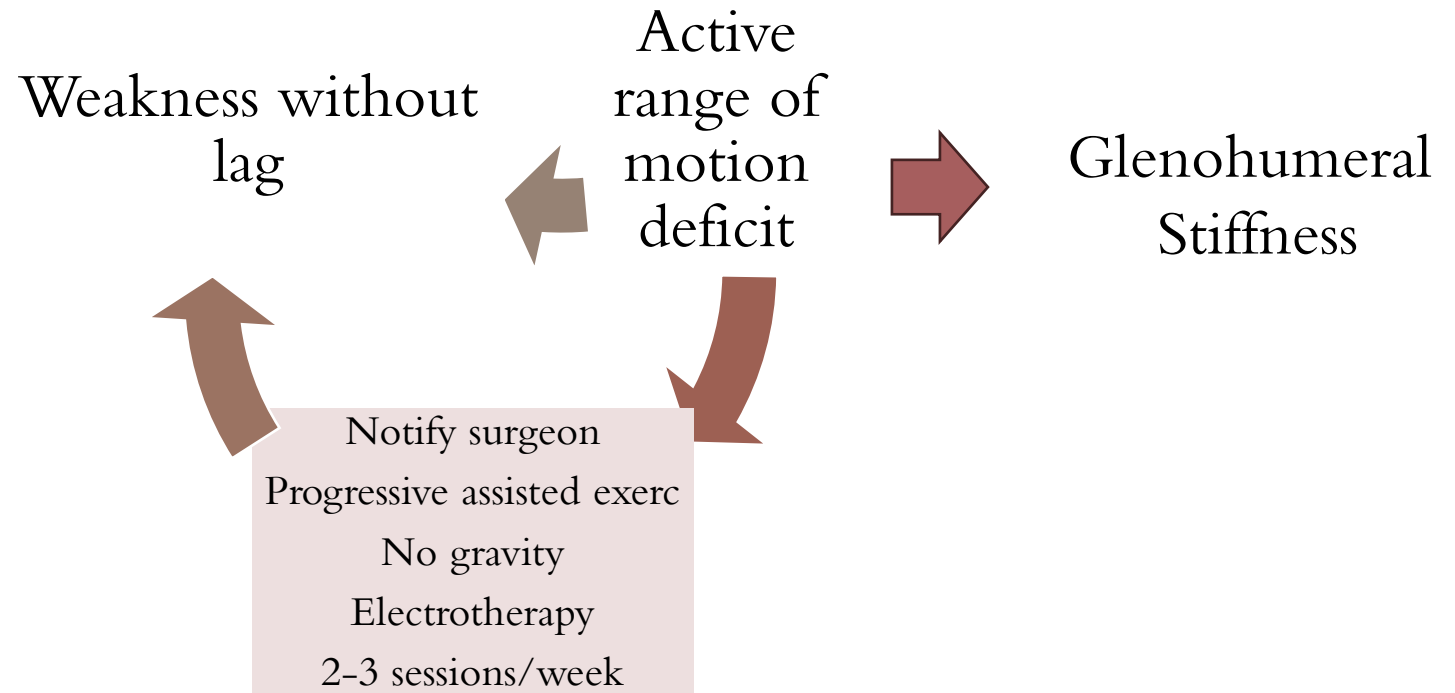 Weakness without
lag
Active
range of
motion
deficit
Glenohumeral
Stiffness
Notify surgeon
Progressive assisted exerc
No gravity
Electrotherapy
2-3 sessions/week